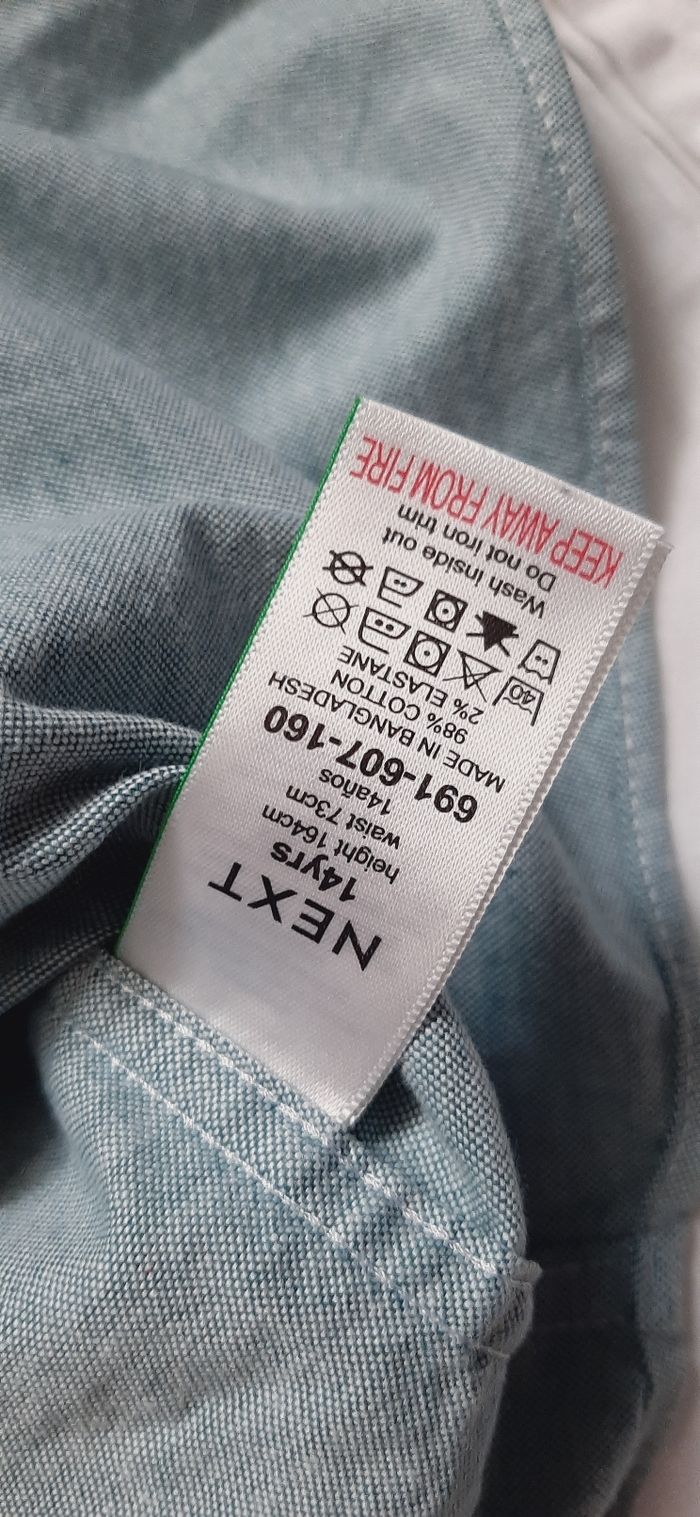 NEXT
14yrs
height 164cm
waist 73cm
14años
691-607-160
MADE IN BANGLADESH
98% COTTON
2% ELASTANE
40
Wash inside out
Do not iron trim
KEEP AWAY FROM FIRE